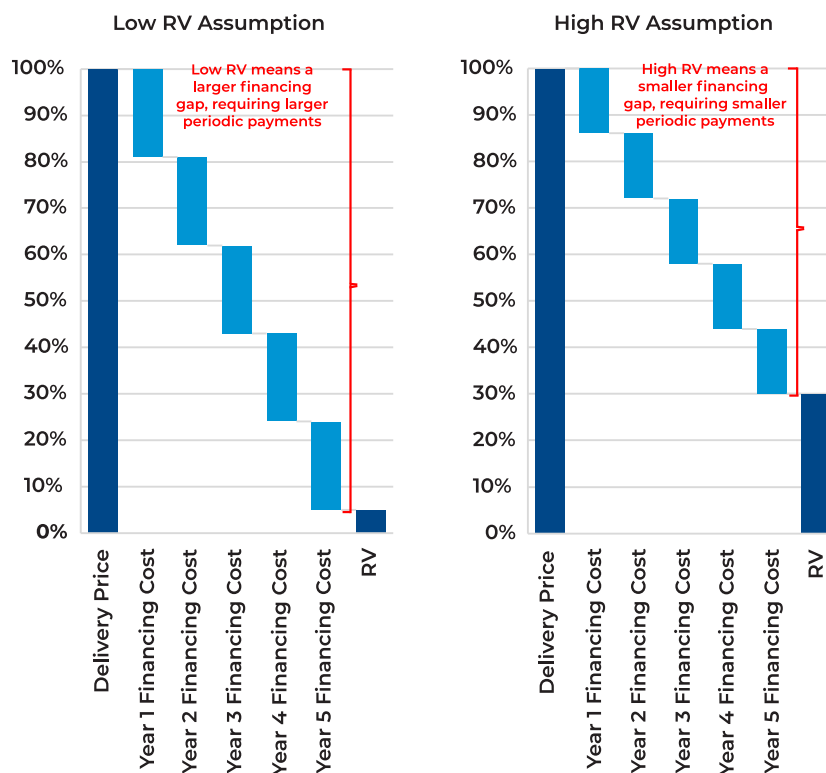 Low RV Assumption
100%
90%
80%
70%
60%
50%
40%
30%
20%
10%
0%
Low RV means a
larger financing
gap, requiring larger
periodic payments
Delivery Price
Year 1 Financing Cost
Year 2 Financing Cost
Year 3 Financing Cost
Year 4 Financing Cost
Year 5 Financing Cost
RV
High RV Assumption
100%
90%
80%
70%
60%
50%
40%
30%
20%
10%
0%
High RV means a
smaller financing
gap, requiring smaller
periodic payments
Delivery Price
Year 1 Financing Cost
Year 2 Financing Cost
Year 3 Financing Cost
Year 4 Financing Cost
Year 5 Financing Cost
RV